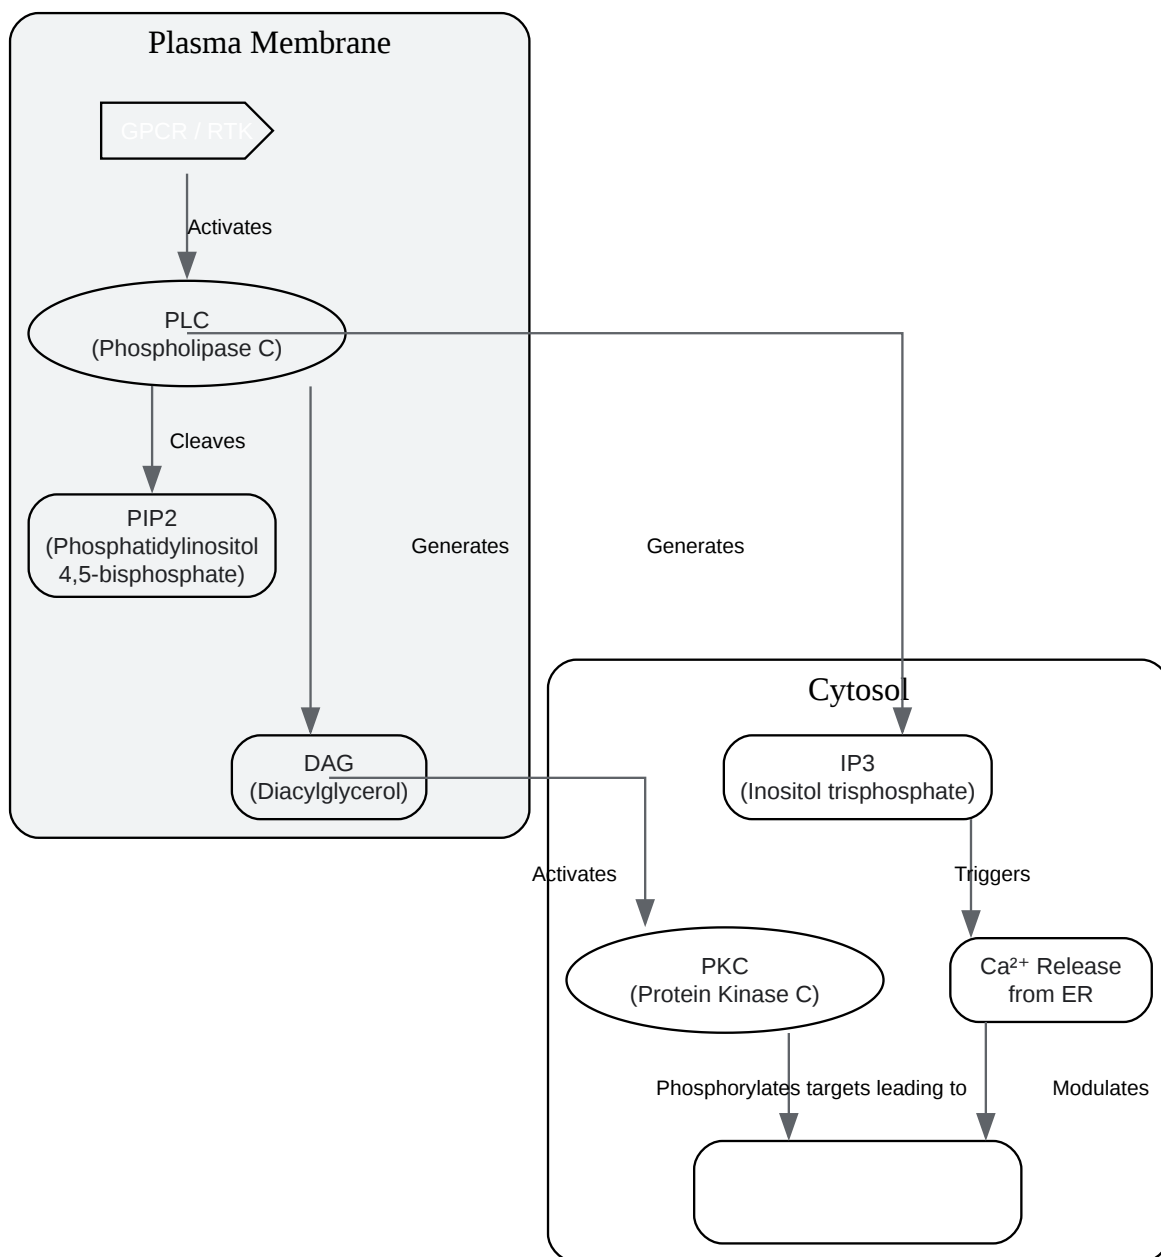 Plasma Membrane
GPCR / RTK
Activates
PLC
(Phospholipase C)
Cleaves
PIP2
(Phosphatidylinositol
4,5-bisphosphate)
Generates
Generates
Cytosol
DAG
(Diacylglycerol)
IP3
(Inositol trisphosphate)
Activates
Triggers
PKC
(Protein Kinase C)
Ca²⁺ Release
from ER
Phosphorylates targets leading to
Modulates